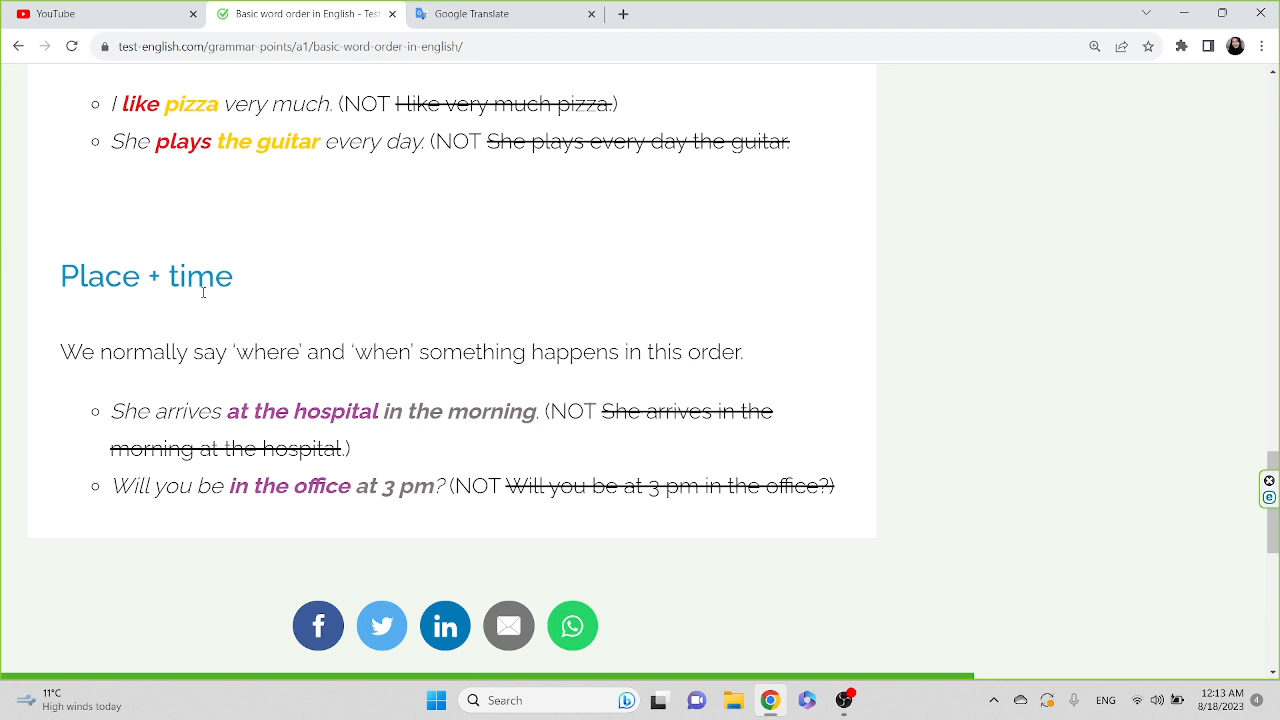 YouTube
Basic word order in English – Test
Google Translate
test-english.com/grammar-points/a1/basic-word-order-in-english/
I like pizza very much. (NOT I like very much pizza.)
She plays the guitar every day. (NOT She plays every day the guitar.
Place + time
We normally say ‘where’ and ‘when’ something happens in this order.
She arrives at the hospital in the morning. (NOT She arrives in the
morning at the hospital.)
Will you be in the office at 3 pm? (NOT Will you be at 3 pm in the office?)
11°C
High winds today
Search
ENG
12:13 AM
8/18/2023
4